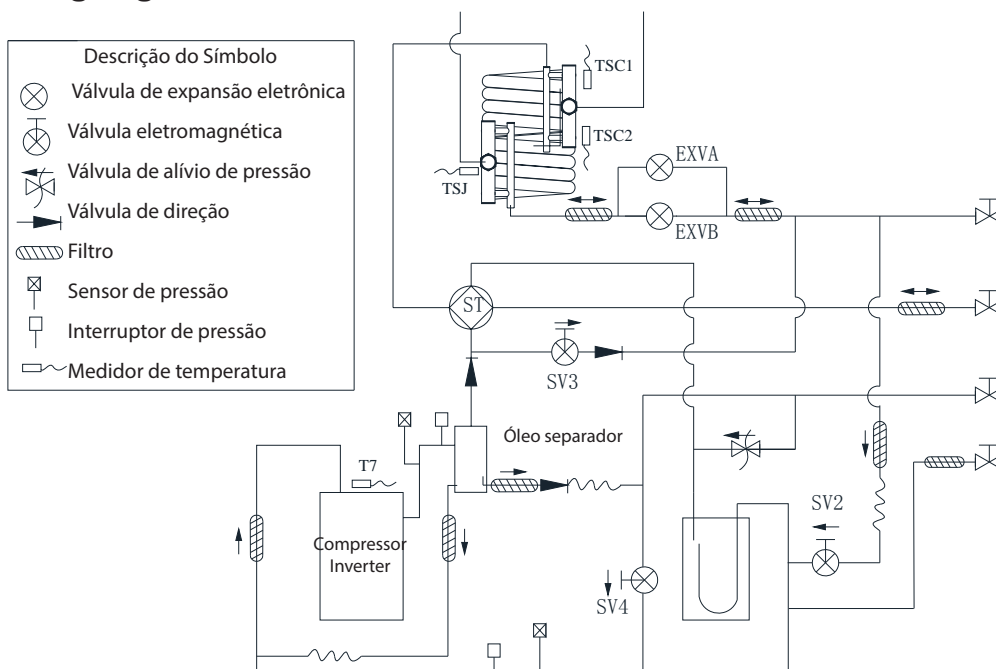 Descrição do Símbolo
Válvula de expansão eletrônica
Válvula eletromagnética
Válvula de alívio de pressão
Válvula de direção
Filtro
Sensor de pressão
Interruptor de pressão
Medidor de temperatura
TSC1
TSC2
TSJ
EXVA
EXVB
ST
SV3
Óleo separador
T7
Compressor
Inverter
SV2
SV4